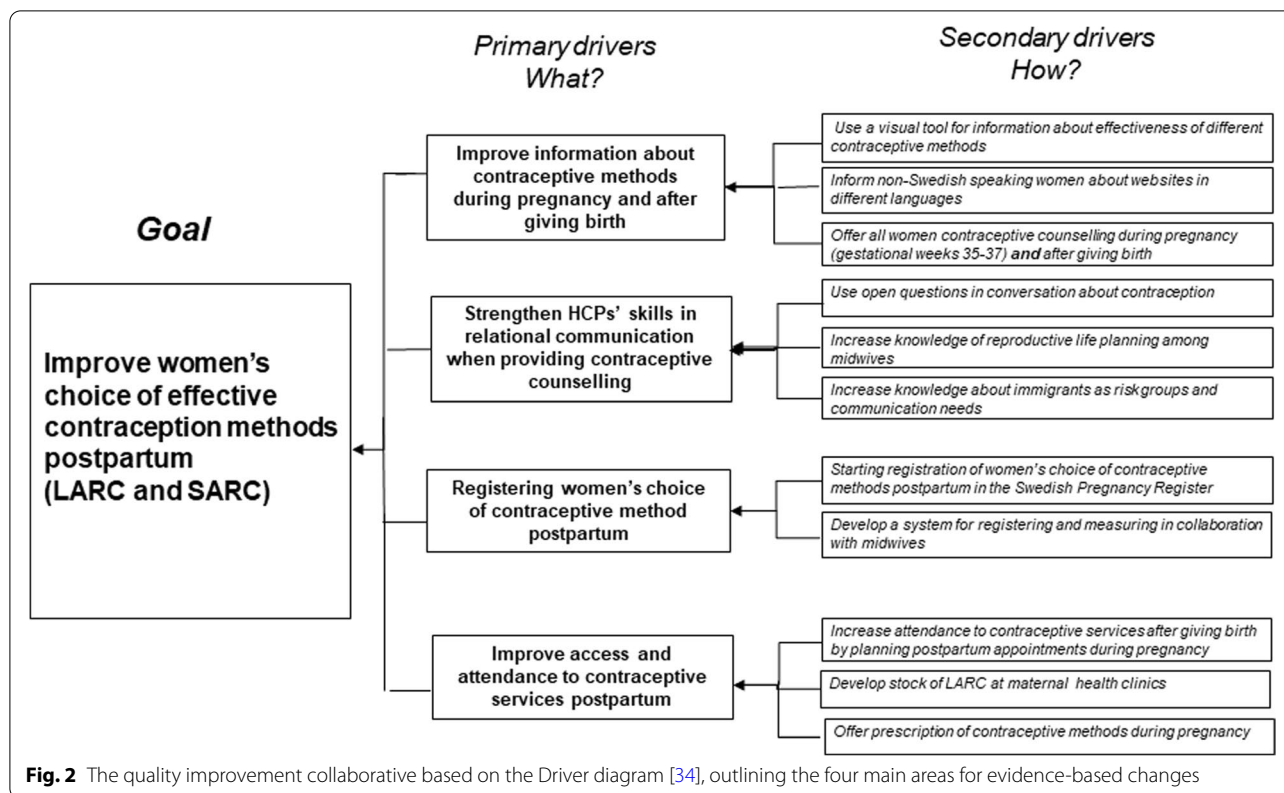 Primary drivers
What?
Secondary drivers
How?
Goal
Improve women's
choice of effective
contraception methods
postpartum
(LARC and SARC)
Improve information about
contraceptive methods
during pregnancy and after
giving birth
Use a visual tool for information about effectiveness of different
contraceptive methods
Inform non-Swedish speaking women about websites in
different languages
Offer all women contraceptive counselling during pregnancy
(gestational weeks 35-37) and after giving birth
Strengthen HCPs' skills in
relational communication
when providing contraceptive
counselling
Use open questions in conversation about contraception
Increase knowledge of reproductive life planning among
midwives
Increase knowledge about immigrants as risk groups and
communication needs
Registering women's choice
of contraceptive method
postpartum
Starting registration of women's choice of contraceptive
methods postpartum in the Swedish Pregnancy Register
Develop a system for registering and measuring in collaboration
with midwives
Improve access and
attendance to contraceptive
services postpartum
Increase attendance to contraceptive services after giving birth
by planning postpartum appointments during pregnancy
Develop stock of LARC at maternal health clinics
Offer prescription of contraceptive methods during pregnancy
Fig. 2 The quality improvement collaborative based on the Driver diagram [34], outlining the four main areas for evidence-based changes